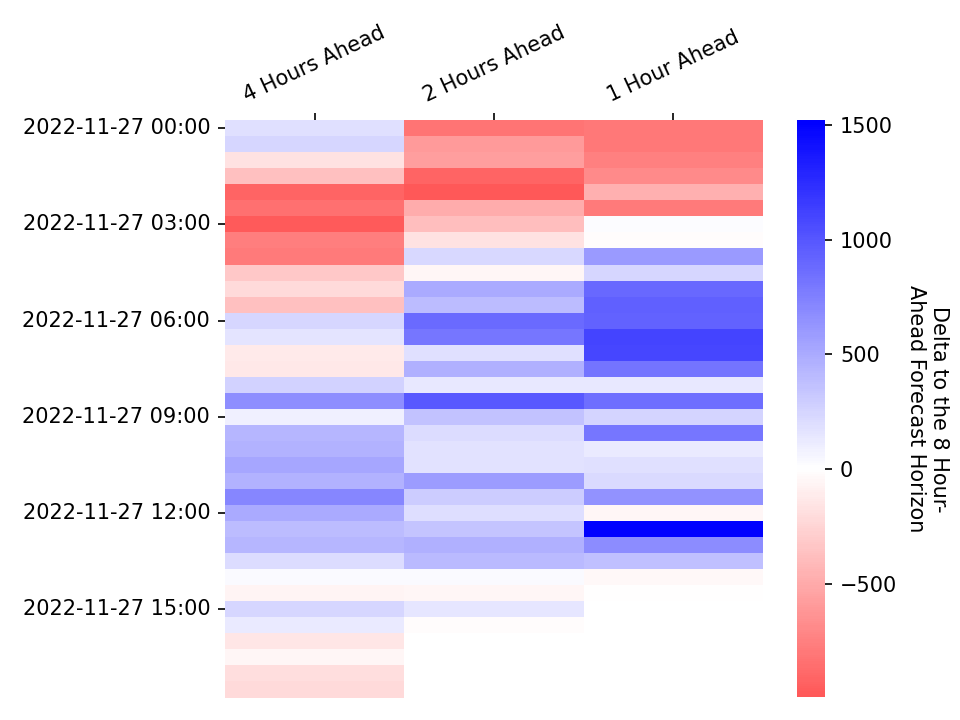 4 Hours Ahead
2 Hours Ahead
1 Hour Ahead
2022-11-27 00:00
2022-11-27 03:00
2022-11-27 06:00
2022-11-27 09:00
2022-11-27 12:00
2022-11-27 15:00
1500
1000
500
0
−500
Delta to the 8 Hour-
Ahead Forecast Horizon